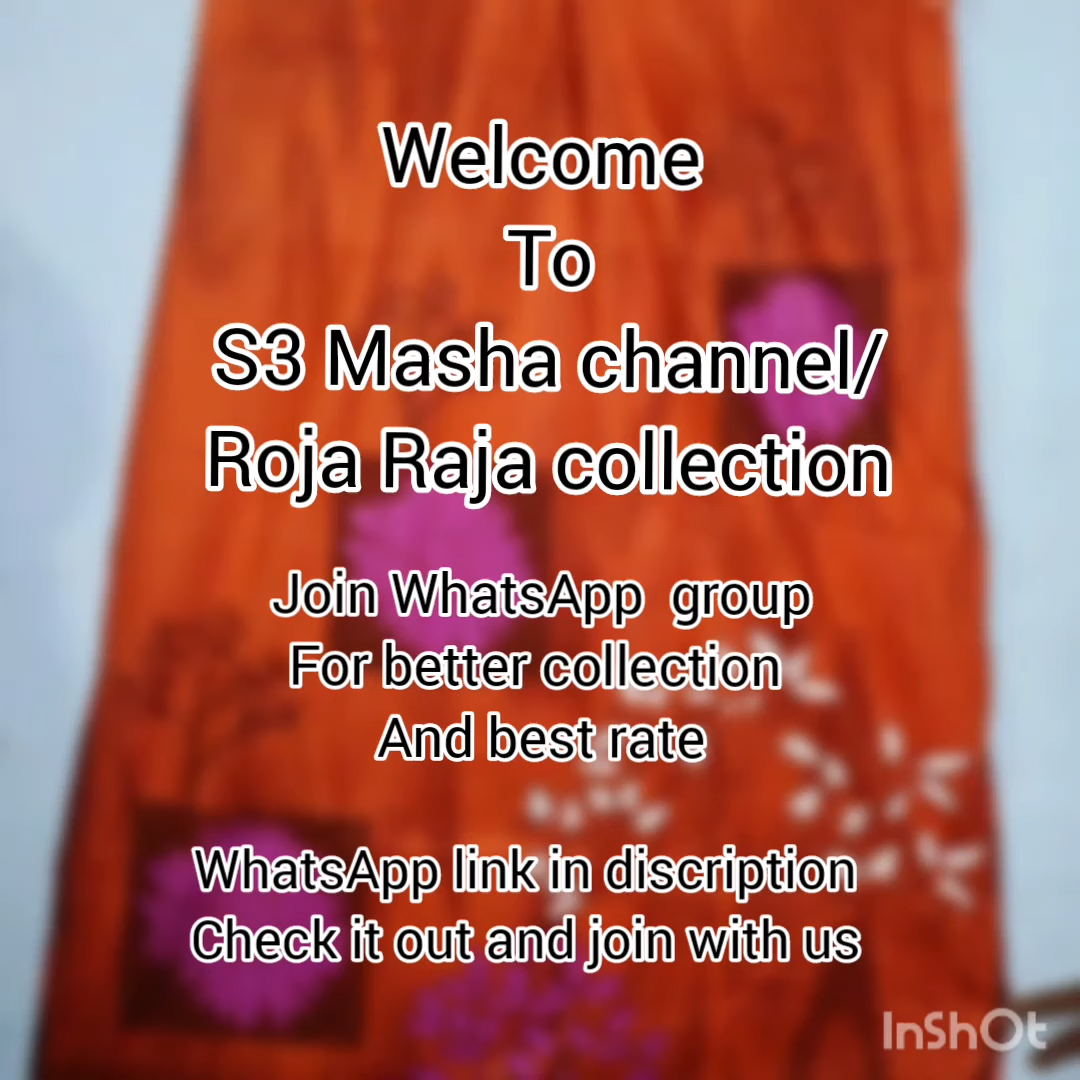 Welcome
To
S3 Masha channel/
Roja Raja collection
Join WhatsApp group
For better collection
And best rate
WhatsApp link in discription
Check it out and join with us
InShOt